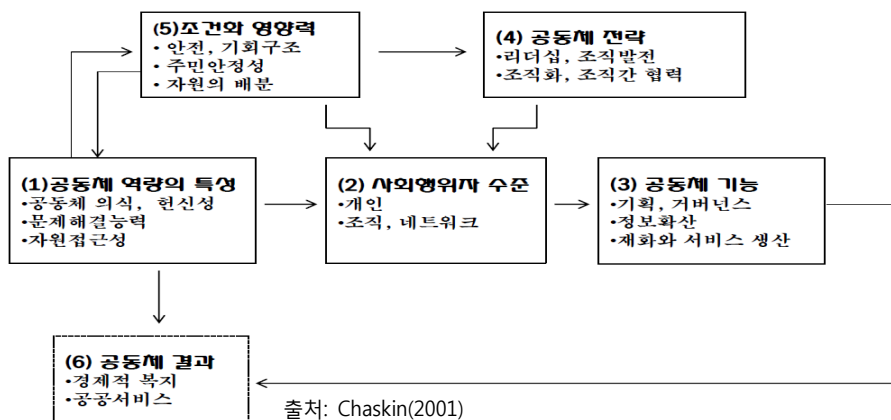 (5)조건화 영향력
• 안전, 기회구조
• 주민안정성
• 자원의 배분
(4) 공동체 전략
•리더십, 조직발전
•조직화, 조직간 협력
(1)공동체 역량의 특성
•공동체 의식, 헌신성
•문제해결능력
•자원접근성
(2) 사회행위자 수준
•개인
•조직, 네트워크
(3) 공동체 기능
•기획, 거버넌스
•정보확산
•재화와 서비스 생산
(6) 공동체 결과
•경제적 복지
•공공서비스
출처: Chaskin(2001)